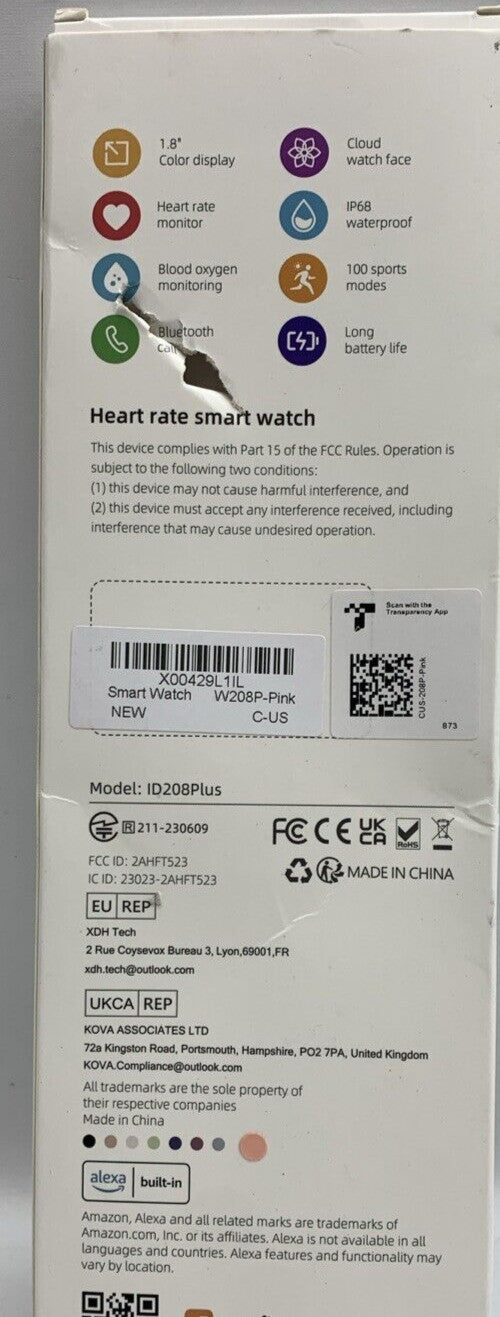 1.8"
Color display
Cloud
watch face
Heart rate
monitor
IP68
waterproof
Blood oxygen
monitoring
100 sports
modes
Bluetooth
Long
battery life
Heart rate smart watch
This device complies with Part 15 of the FCC Rules. Operation is
subject to the following two conditions:
(1) this device may not cause harmful interference, and
(2) this device must accept any interference received, including
interference that may cause undesired operation.
Scan with the
Transparency App
CUS-208P-Pink
873
X00429L1IL
Smart Watch W208P-Pink
NEW C-US
Model: ID208Plus
R 211-230609
FC CE UK CA RoHS
FCC ID: 2AHFT523
IC ID: 23023-2AHFT523
MADE IN CHINA
EU REP
XDH Tech
2 Rue Coysevox Bureau 3, Lyon,69001,FR
xdh.tech@outlook.com
UKCA REP
KOVA ASSOCIATES LTD
72a Kingston Road, Portsmouth, Hampshire, PO2 7PA, United Kingdom
KOVA.Compliance@outlook.com
All trademarks are the sole property of
their respective companies
Made in China
alexa built-in
Amazon, Alexa and all related marks are trademarks of
Amazon.com, Inc. or its affiliates. Alexa is not available in all
languages and countries. Alexa features and functionality may
vary by location.